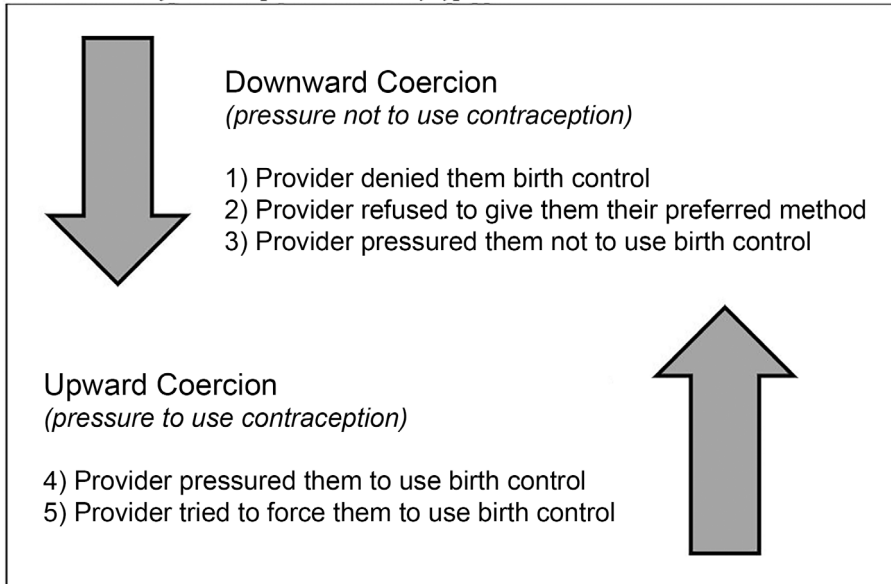 Downward Coercion
(pressure not to use contraception)
1) Provider denied them birth control
2) Provider refused to give them their preferred method
3) Provider pressured them not to use birth control
Upward Coercion
(pressure to use contraception)
4) Provider pressured them to use birth control
5) Provider tried to force them to use birth control